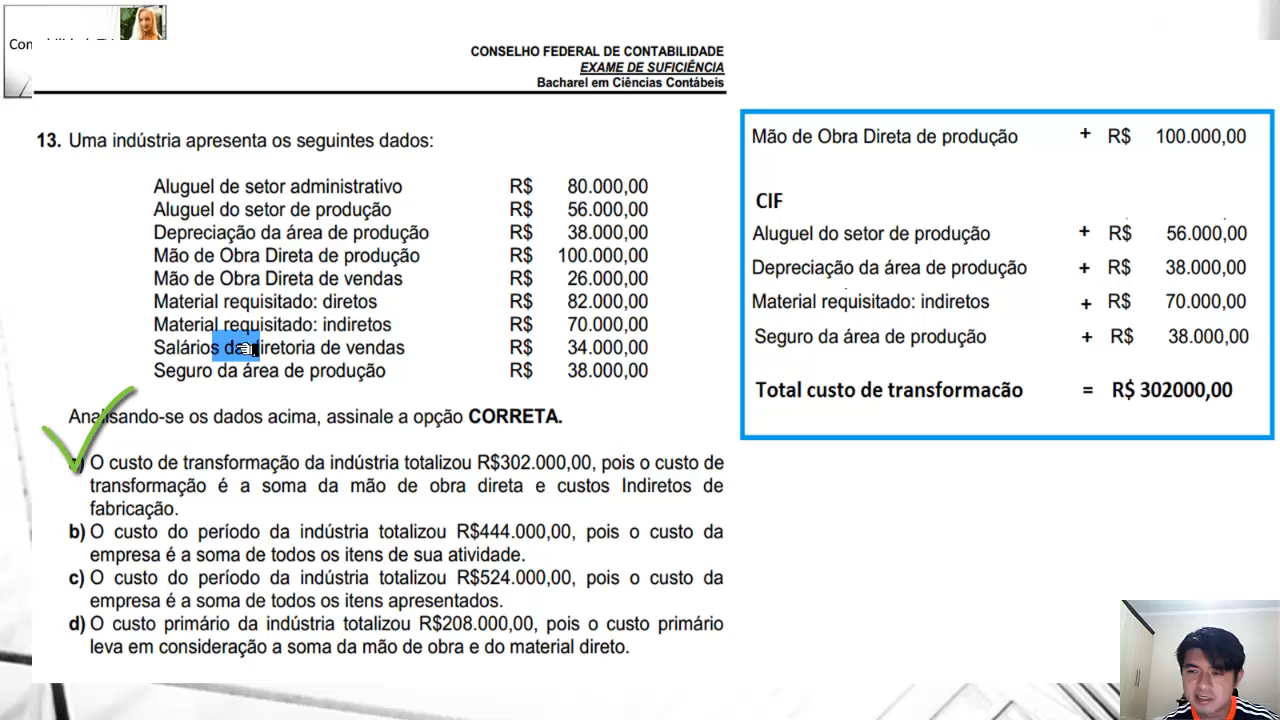 CONSELHO FEDERAL DE CONTABILIDADE
EXAME DE SUFICIÊNCIA
Bacharel em Ciências Contábeis
13. Uma indústria apresenta os seguintes dados:
Aluguel de setor administrativo R$ 80.000,00
Aluguel do setor de produção R$ 56.000,00
Depreciação da área de produção R$ 38.000,00
Mão de Obra Direta de produção R$ 100.000,00
Mão de Obra Direta de vendas R$ 26.000,00
Material requisitado: diretos R$ 82.000,00
Material requisitado: indiretos R$ 70.000,00
Salários da diretoria de vendas R$ 34.000,00
Seguro da área de produção R$ 38.000,00
Analisando-se os dados acima, assinale a opção CORRETA.
a) O custo de transformação da indústria totalizou R$302.000,00, pois o custo de
transformação é a soma da mão de obra direta e custos Indiretos de
fabricação.
b) O custo do período da indústria totalizou R$444.000,00, pois o custo da
empresa é a soma de todos os itens de sua atividade.
c) O custo do período da indústria totalizou R$524.000,00, pois o custo da
empresa é a soma de todos os itens apresentados.
d) O custo primário da indústria totalizou R$208.000,00, pois o custo primário
leva em consideração a soma da mão de obra e do material direto.
Mão de Obra Direta de produção + R$ 100.000,00
CIF
Aluguel do setor de produção + R$ 56.000,00
Depreciação da área de produção + R$ 38.000,00
Material requisitado: indiretos + R$ 70.000,00
Seguro da área de produção + R$ 38.000,00
Total custo de transformacão = R$ 302000,00